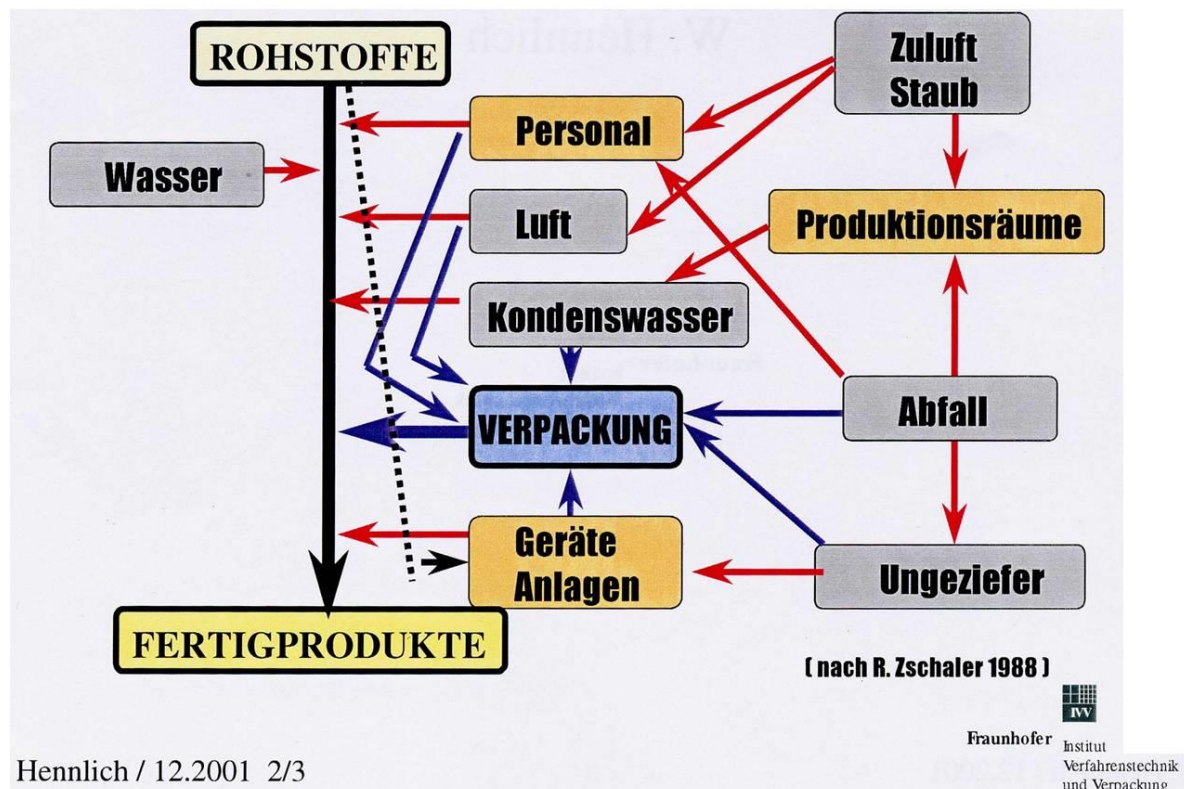 ROHSTOFFE
Zuluft
Staub
Personal
Wasser
Luft
Produktionsräume
Kondenswasser
VERPACKUNG
Abfall
Geräte
Anlagen
Ungeziefer
FERTIGPRODUKTE
( nach R. Zschaler 1988 )
IVV
Fraunhofer
Institut
Verfahrenstechnik
und Verpackung
Hennlich / 12.2001 2/3